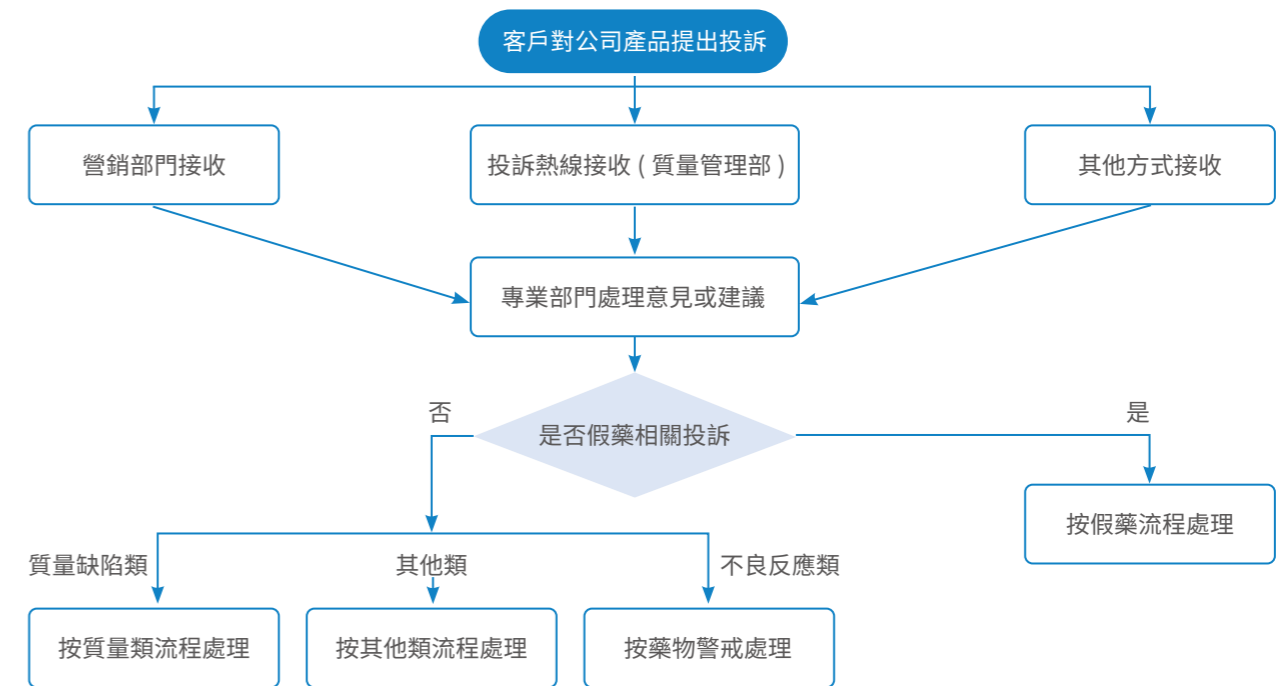 客戶對公司產品提出投訴
營銷部門接收
投訴熱線接收 ( 質量管理部 )
其他方式接收
專業部門處理意見或建議
否
是否假藥相關投訴
是
按假藥流程處理
質量缺陷類
其他類
不良反應類
按質量類流程處理
按其他類流程處理
按藥物警戒處理